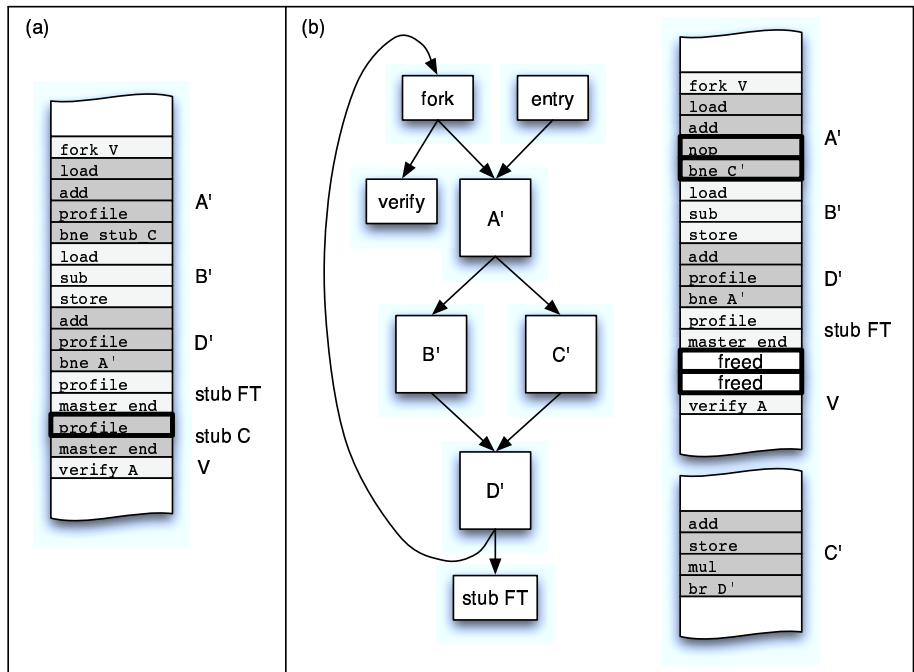 (a)
fork V
load
add
profile
bne stub C
load
sub
store
add
profile
bne A'
profile
master end
profile
master end
verify A
A'
B'
D'
stub FT
stub C
V
(b)
fork
entry
verify
A'
B'
C'
D'
stub FT
fork V
load
add
nop
bne C'
load
sub
store
add
profile
bne A'
profile
master end
freed
freed
verify A
A'
B'
D'
stub FT
V
add
store
mul
br D'
C'